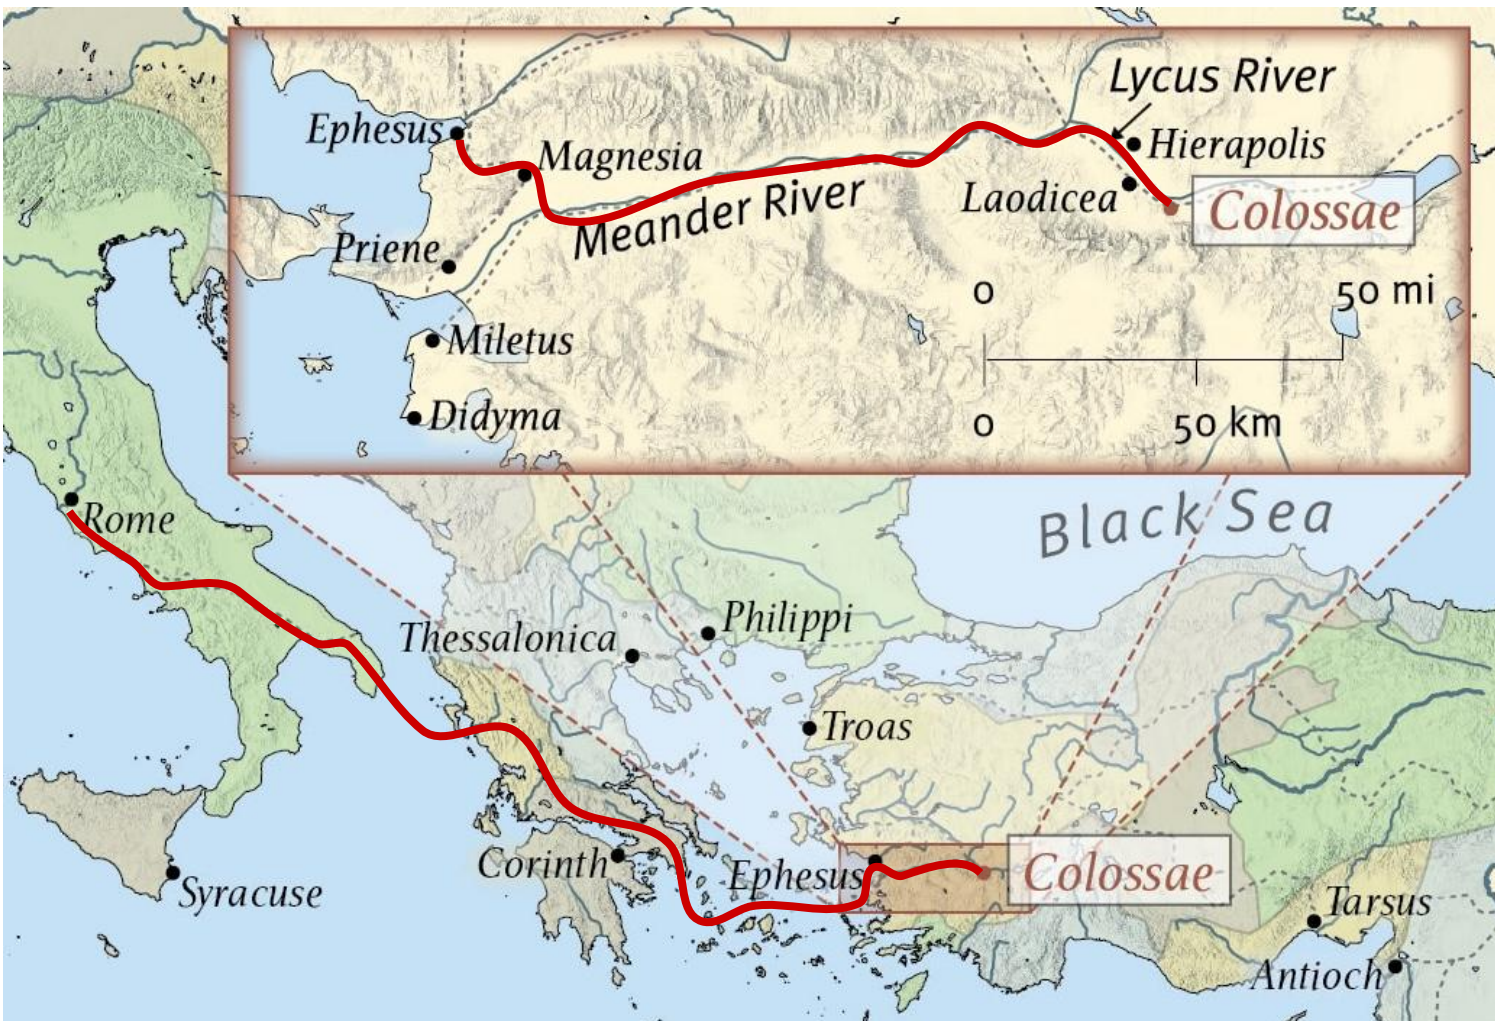 Lycus River
Ephesus
Hierapolis
Magnesia
Laodicea
Colossae
Meander River
Priene
0 50 mi
Miletus
0 50 km
Didyma
Rome
Black Sea
Philippi
Thessalonica
Troas
Corinth
Ephesus
Colossae
Syracuse
Tarsus
Antioch